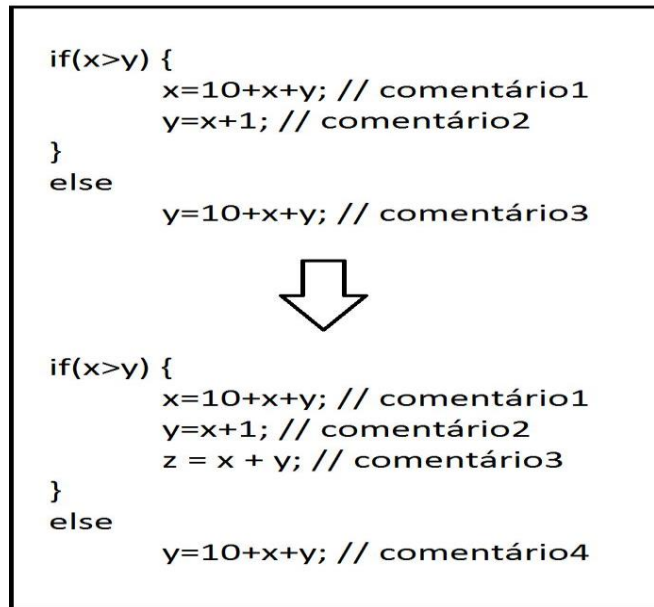 if(x>y) {
x=10+x+y; // comentário1
y=x+1; // comentário2
}
else
y=10+x+y; // comentário3
if(x>y) {
x=10+x+y; // comentário1
y=x+1; // comentário2
z = x + y; // comentário3
}
else
y=10+x+y; // comentário4